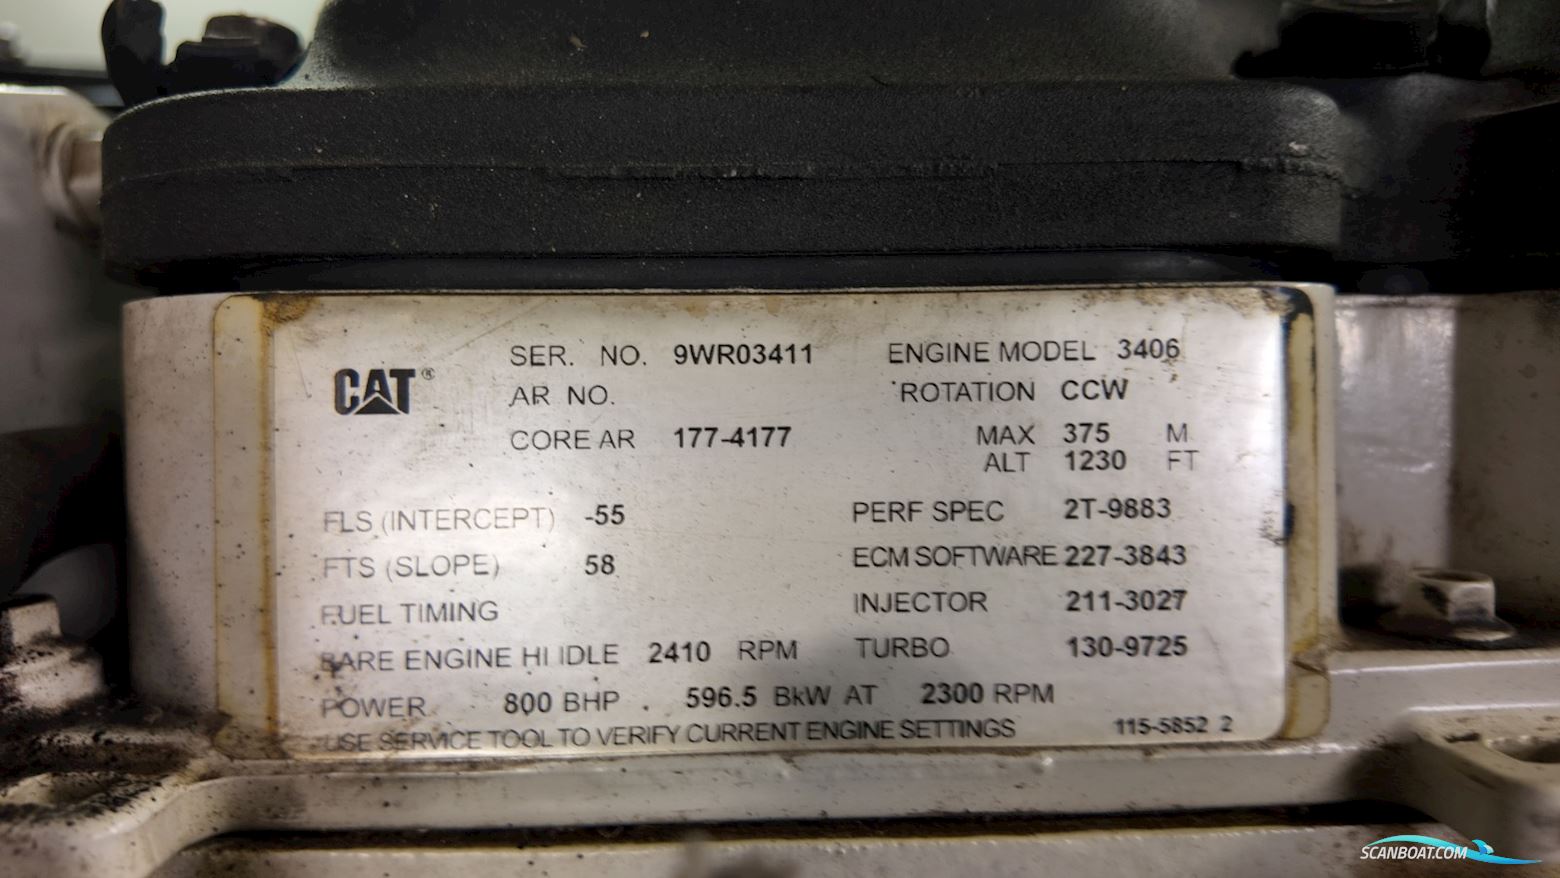 CAT®
SER. NO. 9WR03411 ENGINE MODEL 3406
AR NO. ROTATION CCW
CORE AR 177-4177 MAX 375 M
ALT 1230 FT
FLS (INTERCEPT) -55 PERF SPEC 2T-9883
FTS (SLOPE) 58 ECM SOFTWARE 227-3843
FUEL TIMING INJECTOR 211-3027
BARE ENGINE HI IDLE 2410 RPM TURBO 130-9725
POWER 800 BHP . 596.5 BkW AT 2300 RPM
USE SERVICE TOOL TO VERIFY CURRENT ENGINE SETTINGS 115-5852 2
SCANBOAT.COM